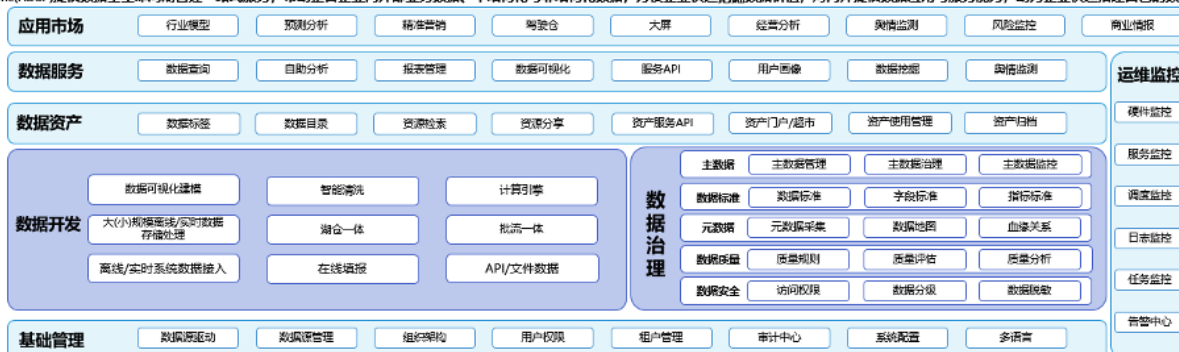 应用市场
行业模型
预测分析
精准营销
驾驶仓
大屏
经营分析
舆情监测
风险监控
商业情报
数据服务
数据查询
自助分析
报表管理
数据可视化
服务API
用户画像
数据挖掘
舆情监测
数据资产
数据标签
数据目录
资源检索
资源分享
资产服务API
资产门户/超市
资产使用管理
资产归档
数据开发
数据可视化建模
智能清洗
计算引擎
大(小)规模离线/实时数据
存储处理
湖仓一体
批流一体
离线/实时系统数据接入
在线填报
API/文件数据
数据治理
主数据
主数据管理
主数据治理
主数据监控
数据标准
数据标准
字段标准
指标标准
元数据
元数据采集
数据地图
血缘关系
数据质量
质量规则
质量评估
质量分析
数据安全
访问权限
数据分级
数据脱敏
基础管理
数据源驱动
数据源管理
组织架构
用户权限
租户管理
审计中心
系统配置
多语言
运维监控
硬件监控
服务监控
调度监控
日志监控
任务监控
告警中心